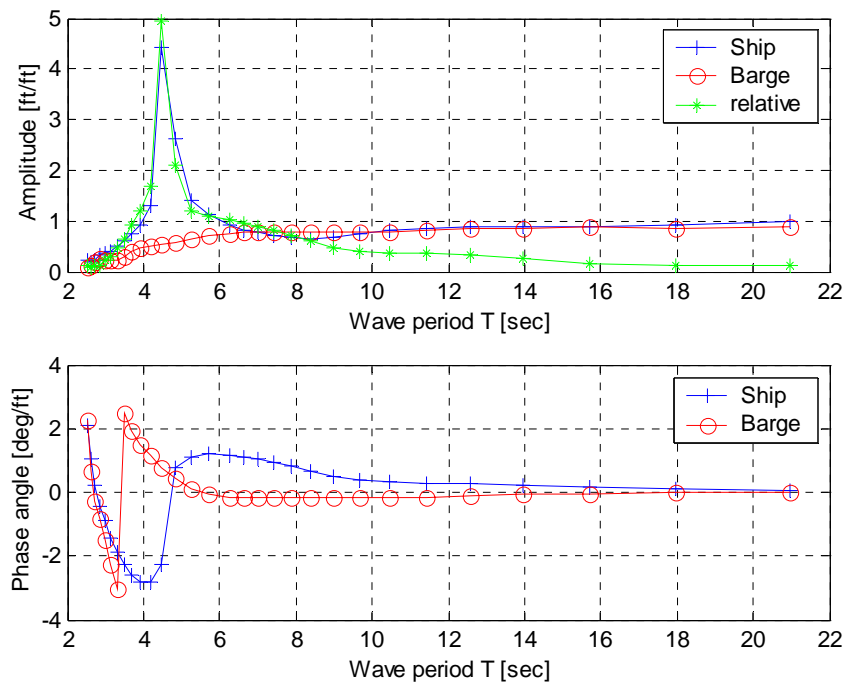 5
4
3
2
1
0
Amplitude [ft/ft]
Ship
Barge
relative
2 4 6 8 10 12 14 16 18 20 22
Wave period T [sec]
4
2
0
-2
-4
Phase angle [deg/ft]
Ship
Barge
2 4 6 8 10 12 14 16 18 20 22
Wave period T [sec]